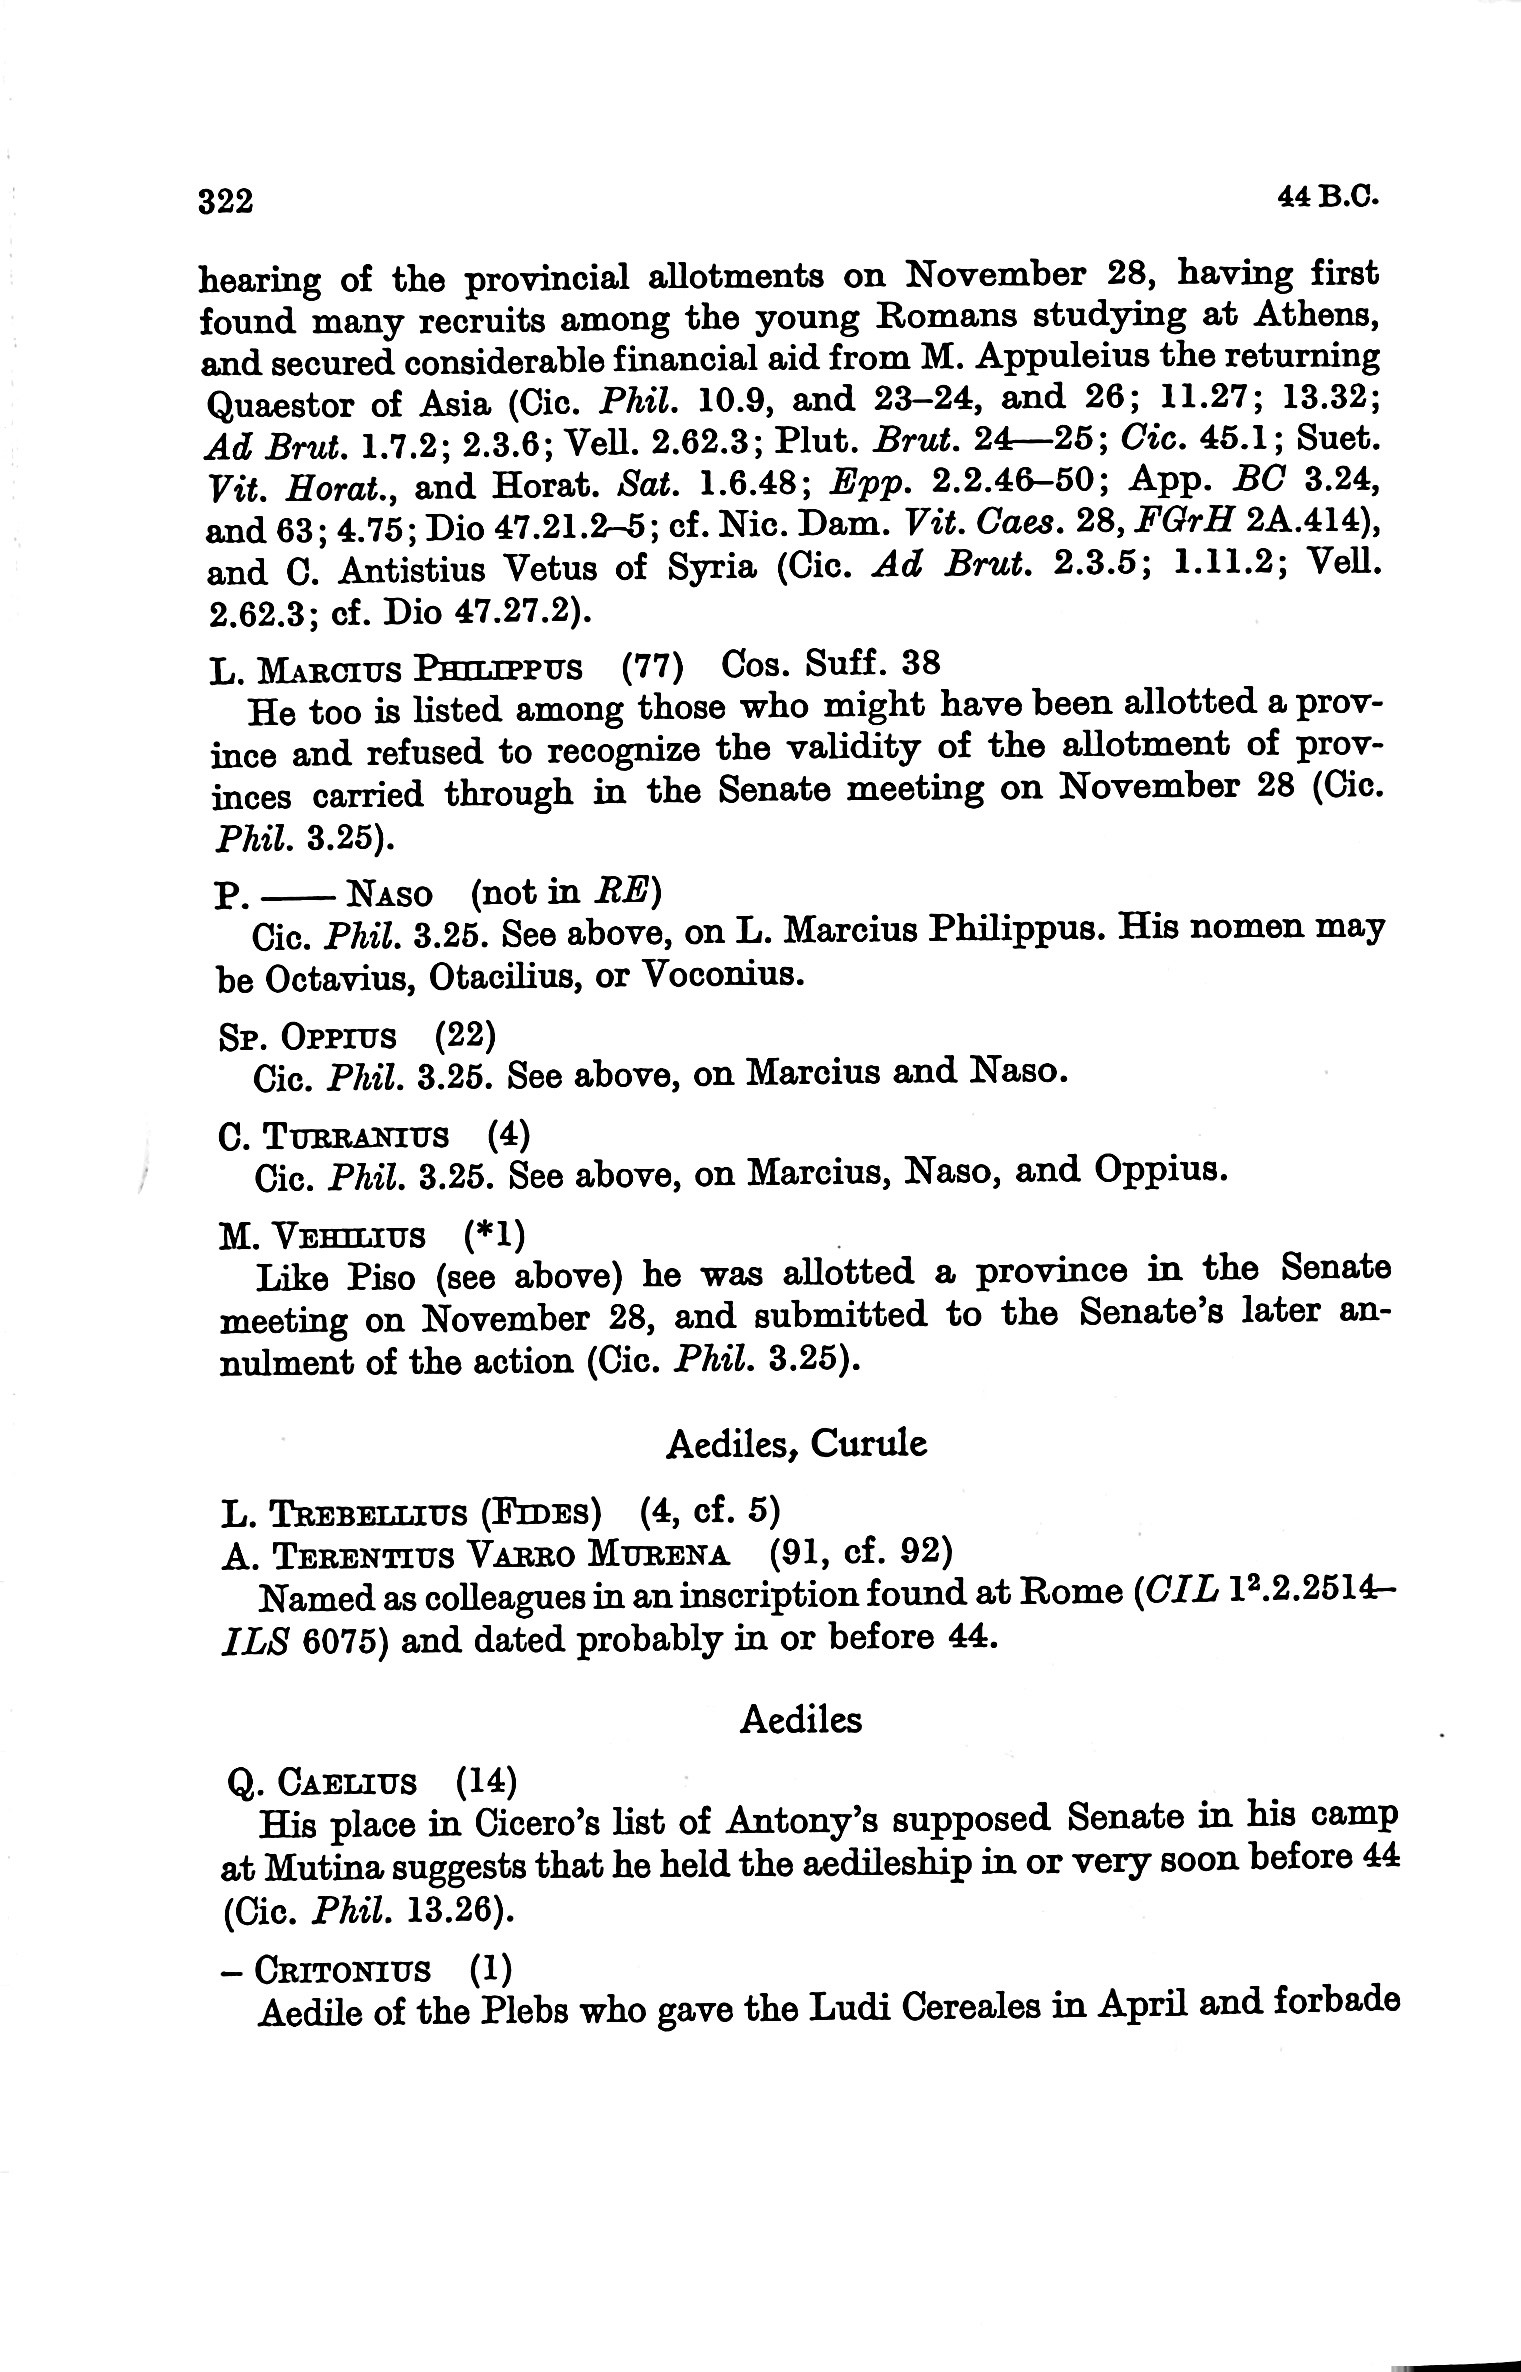 322 44 B.C.
hearing of the provincial allotments on November 28, having first
found many recruits among the young Romans studying at Athens,
and secured considerable financial aid from M. Appuleius the returning
Quaestor of Asia (Cic. Phil. 10.9, and 23–24, and 26; 11.27; 13.32;
Ad Brut. 1.7.2; 2.3.6; Vell. 2.62.3; Plut. Brut. 24—25; Cic. 45.1; Suet.
Vit. Horat., and Horat. Sat. 1.6.48; Epp. 2.2.46–50; App. BC 3.24,
and 63; 4.75; Dio 47.21.2–5; cf. Nic. Dam. Vit. Caes. 28, FGrH 2A.414),
and C. Antistius Vetus of Syria (Cic. Ad Brut. 2.3.5; 1.11.2; Vell.
2.62.3; cf. Dio 47.27.2).
L. MARCIUS PHILIPPUS (77) Cos. Suff. 38
He too is listed among those who might have been allotted a prov-
ince and refused to recognize the validity of the allotment of prov-
inces carried through in the Senate meeting on November 28 (Cic.
Phil. 3.25).
P. —— NASO (not in RE)
Cic. Phil. 3.25. See above, on L. Marcius Philippus. His nomen may
be Octavius, Otacilius, or Voconius.
SP. OPPIUS (22)
Cic. Phil. 3.25. See above, on Marcius and Naso.
C. TURRANIUS (4)
Cic. Phil. 3.25. See above, on Marcius, Naso, and Oppius.
M. VEHILIUS (*1)
Like Piso (see above) he was allotted a province in the Senate
meeting on November 28, and submitted to the Senate's later an-
nulment of the action (Cic. Phil. 3.25).
Aediles, Curule
L. TREBELLIUS (FIDES) (4, cf. 5)
A. TERENTIUS VARRO MURENA (91, cf. 92)
Named as colleagues in an inscription found at Rome (CIL 1².2.2514–
ILS 6075) and dated probably in or before 44.
Aediles
Q. CAELIUS (14)
His place in Cicero's list of Antony's supposed Senate in his camp
at Mutina suggests that he held the aedileship in or very soon before 44
(Cic. Phil. 13.26).
– CRITONIUS (1)
Aedile of the Plebs who gave the Ludi Cereales in April and forbade